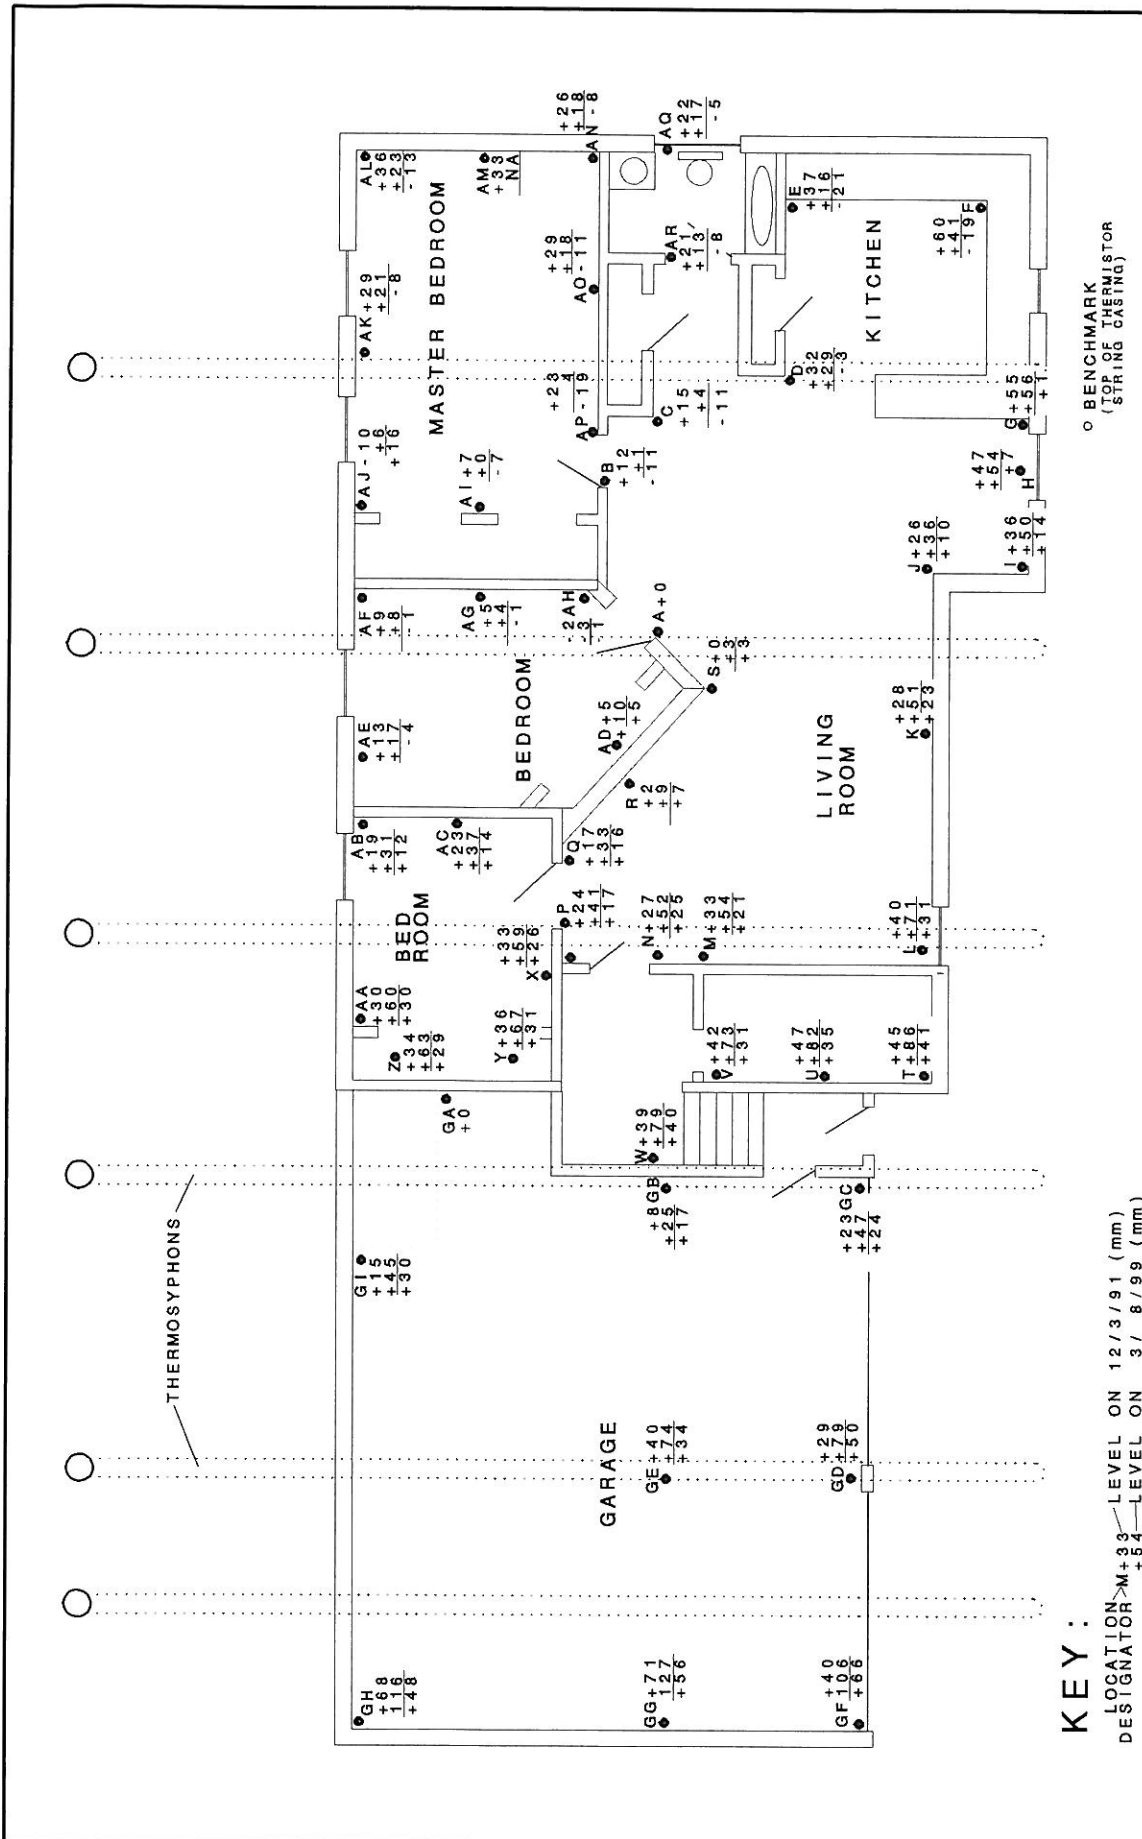 THERMOSYPHONS
GH
+68
116
+48
GI
+15
+45
+30
AA
+30
+60
+30
Z
+34
+63
+29
AB
+19
+31
+12
AE
+13
+17
-4
AF
+9
+8
-1
AJ-10
+6
+16
AK+29
+21
-8
AL
+36
+23
-13
GA
+0
BED
ROOM
AC
+23
+37
+14
AG
+5
+4
-1
AI+7
+0
-7
MASTER BEDROOM
AM
+33
NA
Y+36
+67
+31
+33
+59
X+26
BEDROOM
-2AH
-3
1
+23
4
AP-19
+29
+18
AO-11
+26
+18
AN-8
GARAGE
P
+24
+41
+17
Q
+17
+33
+16
AD+5
+10
+5
B
+12
+1
-11
GG+71
127
+56
GE+40
+74
+34
+8GB
+25
+17
W+39
+79
+40
N+27
+52
+25
R
+2
+9
+7
A+0
C
+15
+4
-11
AR
+21
+13
-8
AQ
+22
+17
-5
+42
+73
V+31
M+33
+54
+21
S+0
+3
+3
+47
+82
U+35
LIVING
ROOM
D
+32
+29
-3
E
+37
+16
-21
KITCHEN
+40
GF106
+66
+29
GD+79
+50
+23GC
+47
+24
+45
+86
T+41
+40
+71
L+31
+28
+51
K+23
J+26
+36
+10
+60
+41
-19F
I+36
+50
+14
+47
+54
+7
H
G+55
+56
+1
BENCHMARK
(TOP OF THERMISTOR
STRING CASING)
KEY:
LOCATION
DESIGNATOR>M+33—LEVEL ON 12/3/91 (mm)
+54—LEVEL ON 3/ 8/99 (mm)